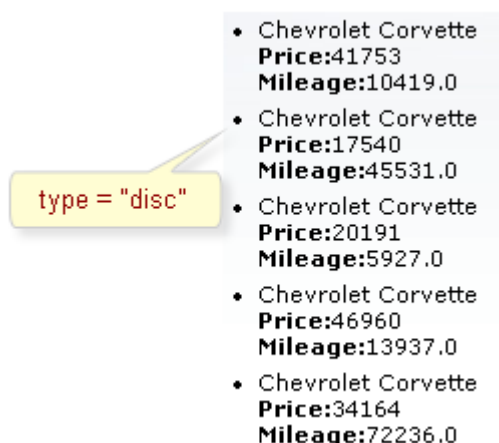 Chevrolet Corvette
Price:41753
Mileage:10419.0
Chevrolet Corvette
Price:17540
Mileage:45531.0
type = "disc"
Chevrolet Corvette
Price:20191
Mileage:5927.0
Chevrolet Corvette
Price:46960
Mileage:13937.0
Chevrolet Corvette
Price:34164
Mileage:72236.0